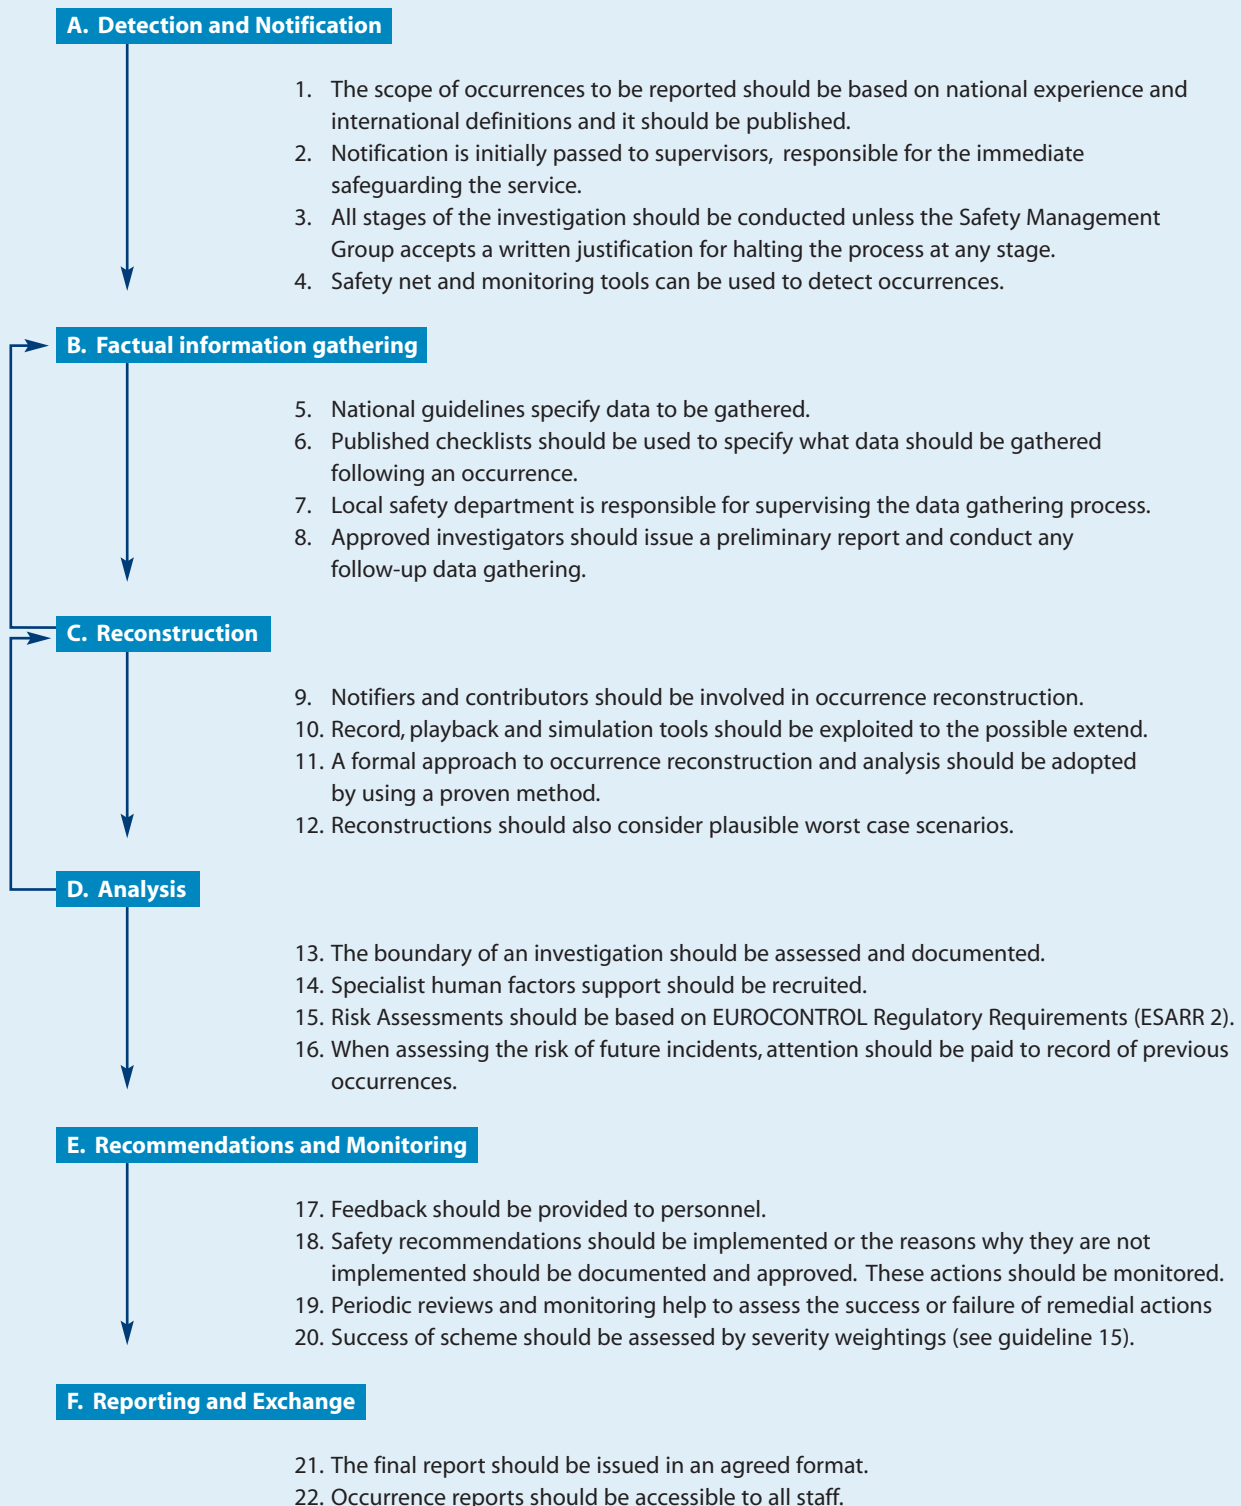 A. Detection and Notification
1. The scope of occurrences to be reported should be based on national experience and
international definitions and it should be published.
2. Notification is initially passed to supervisors, responsible for the immediate
safeguarding the service.
3. All stages of the investigation should be conducted unless the Safety Management
Group accepts a written justification for halting the process at any stage.
4. Safety net and monitoring tools can be used to detect occurrences.
B. Factual information gathering
5. National guidelines specify data to be gathered.
6. Published checklists should be used to specify what data should be gathered
following an occurrence.
7. Local safety department is responsible for supervising the data gathering process.
8. Approved investigators should issue a preliminary report and conduct any
follow-up data gathering.
C. Reconstruction
9. Notifiers and contributors should be involved in occurrence reconstruction.
10. Record, playback and simulation tools should be exploited to the possible extend.
11. A formal approach to occurrence reconstruction and analysis should be adopted
by using a proven method.
12. Reconstructions should also consider plausible worst case scenarios.
D. Analysis
13. The boundary of an investigation should be assessed and documented.
14. Specialist human factors support should be recruited.
15. Risk Assessments should be based on EUROCONTROL Regulatory Requirements (ESARR 2).
16. When assessing the risk of future incidents, attention should be paid to record of previous
occurrences.
E. Recommendations and Monitoring
17. Feedback should be provided to personnel.
18. Safety recommendations should be implemented or the reasons why they are not
implemented should be documented and approved. These actions should be monitored.
19. Periodic reviews and monitoring help to assess the success or failure of remedial actions
20. Success of scheme should be assessed by severity weightings (see guideline 15).
F. Reporting and Exchange
21. The final report should be issued in an agreed format.
22. Occurrence reports should be accessible to all staff.